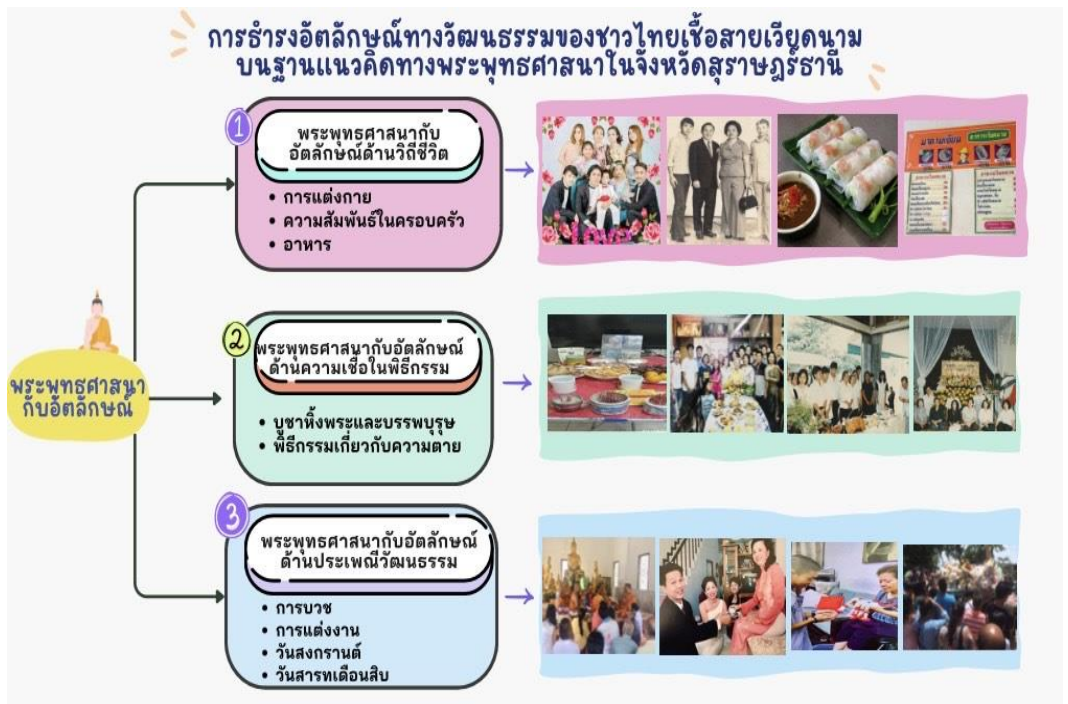 การธำรงอัตลักษณ์ทางวัฒนธรรมของชาวไทยเชื้อสายเวียดนาม
บนฐานแนวคิดทางพระพุทธศาสนาในจังหวัดสุราษฎร์ธานี
พระพทธศาสนา
กับอัตลักษณ์
1
พระพุทธศาสนากับ
อัตลักษณ์ด้านวิถีชีวิต
• การแต่งกาย
• ความสัมพันธ์ในครอบครัว
• อาหาร
2
พระพุทธศาสนากับอัตลักษณ์
ด้านความเชื่อในพิธีกรรม
• บูชาหิ้งพระและบรรพบุรุษ
• พิธีกรรมเกี่ยวกับความตาย
3
พระพุทธศาสนากับอัตลักษณ์
ด้านประเพณีวัฒนธรรม
• การบวช
• การแต่งงาน
• วันสงกรานต์
• วันสารทเดือนสิบ